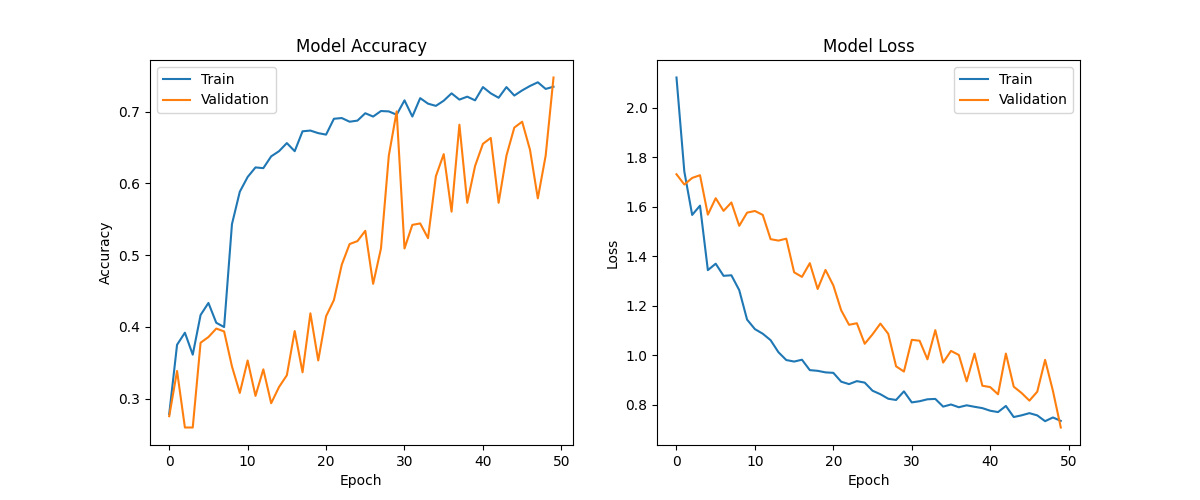 Model Accuracy
Train
Validation
0.7
0.6
0.5
0.4
0.3
Accuracy
0
10
20
30
40
50
Epoch
Model Loss
Train
Validation
2.0
1.8
1.6
1.4
1.2
1.0
0.8
Loss
0
10
20
30
40
50
Epoch